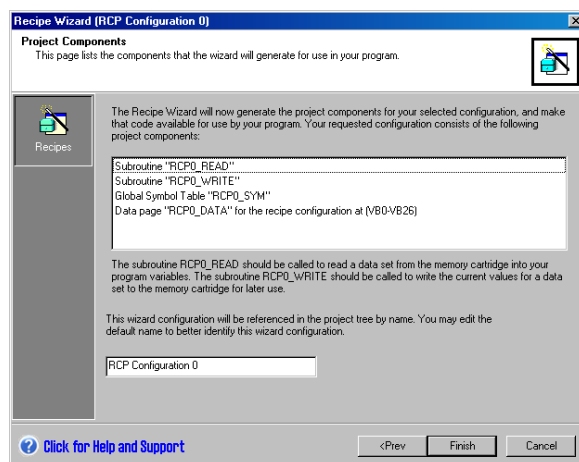 Recipe Wizard (RCP Configuration 0)
Project Components
This page lists the components that the wizard will generate for use in your program.
Recipes
The Recipe Wizard will now generate the project components for your selected configuration, and make
that code available for use by your program. Your requested configuration consists of the following
project components:
Subroutine "RCP0_READ"
Subroutine "RCP0_WRITE"
Global Symbol Table "RCP0_SYM"
Data page "RCP0_DATA" for the recipe configuration at (VB0-VB26)
The subroutine RCP0_READ should be called to read a data set from the memory cartridge into your
program variables. The subroutine RCP0_WRITE should be called to write the current values for a data
set to the memory cartridge for later use.
This wizard configuration will be referenced in the project tree by name. You may edit the
default name to better identify this wizard configuration.
RCP Configuration 0
Click for Help and Support
<Prev
Finish
Cancel